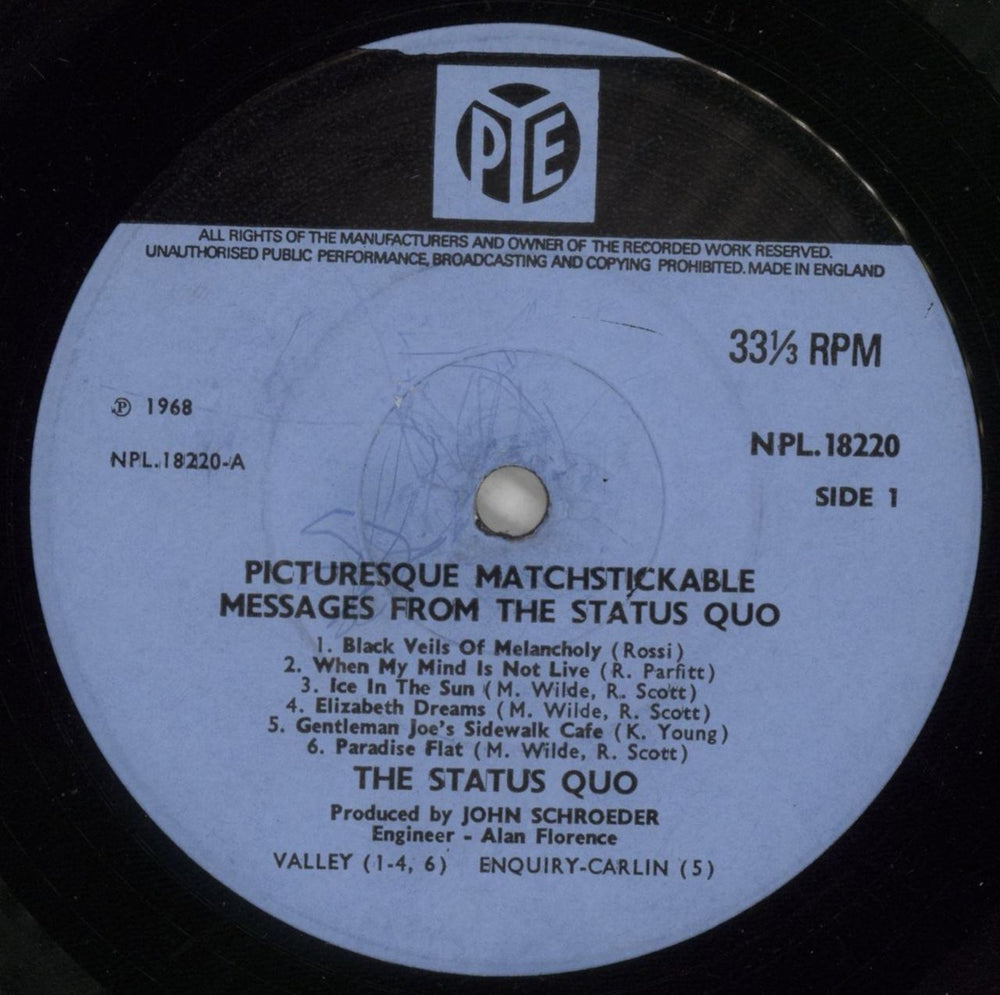 PYE
ALL RIGHTS OF THE MANUFACTURERS AND OWNER OF THE RECORDED WORK RESERVED.
UNAUTHORISED PUBLIC PERFORMANCE, BROADCASTING AND COPYING PROHIBITED. MADE IN ENGLAND
33⅓ RPM
℗ 1968
NPL.18220
NPL.18220-A
SIDE 1
PICTURESQUE MATCHSTICKABLE
MESSAGES FROM THE STATUS QUO
1. Black Veils Of Melancholy (Rossi)
2. When My Mind Is Not Live (R. Parfitt)
3. Ice In The Sun (M. Wilde, R. Scott)
4. Elizabeth Dreams (M. Wilde, R. Scott)
5. Gentleman Joe's Sidewalk Cafe (K. Young)
6. Paradise Flat (M. Wilde, R. Scott)
THE STATUS QUO
Produced by JOHN SCHROEDER
Engineer - Alan Florence
VALLEY (1-4, 6) ENQUIRY-CARLIN (5)